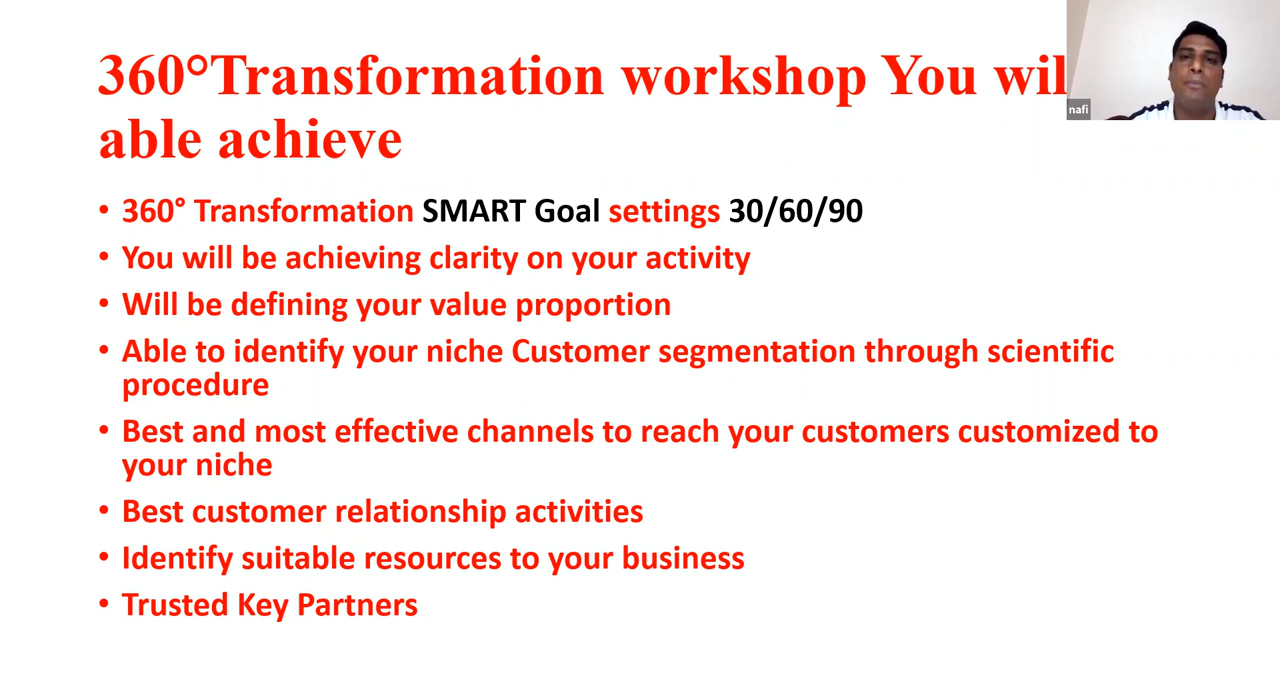 360°Transformation workshop You wil
able achieve
nafi
• 360° Transformation SMART Goal settings 30/60/90
• You will be achieving clarity on your activity
• Will be defining your value proportion
• Able to identify your niche Customer segmentation through scientific
procedure
• Best and most effective channels to reach your customers customized to
your niche
• Best customer relationship activities
• Identify suitable resources to your business
• Trusted Key Partners